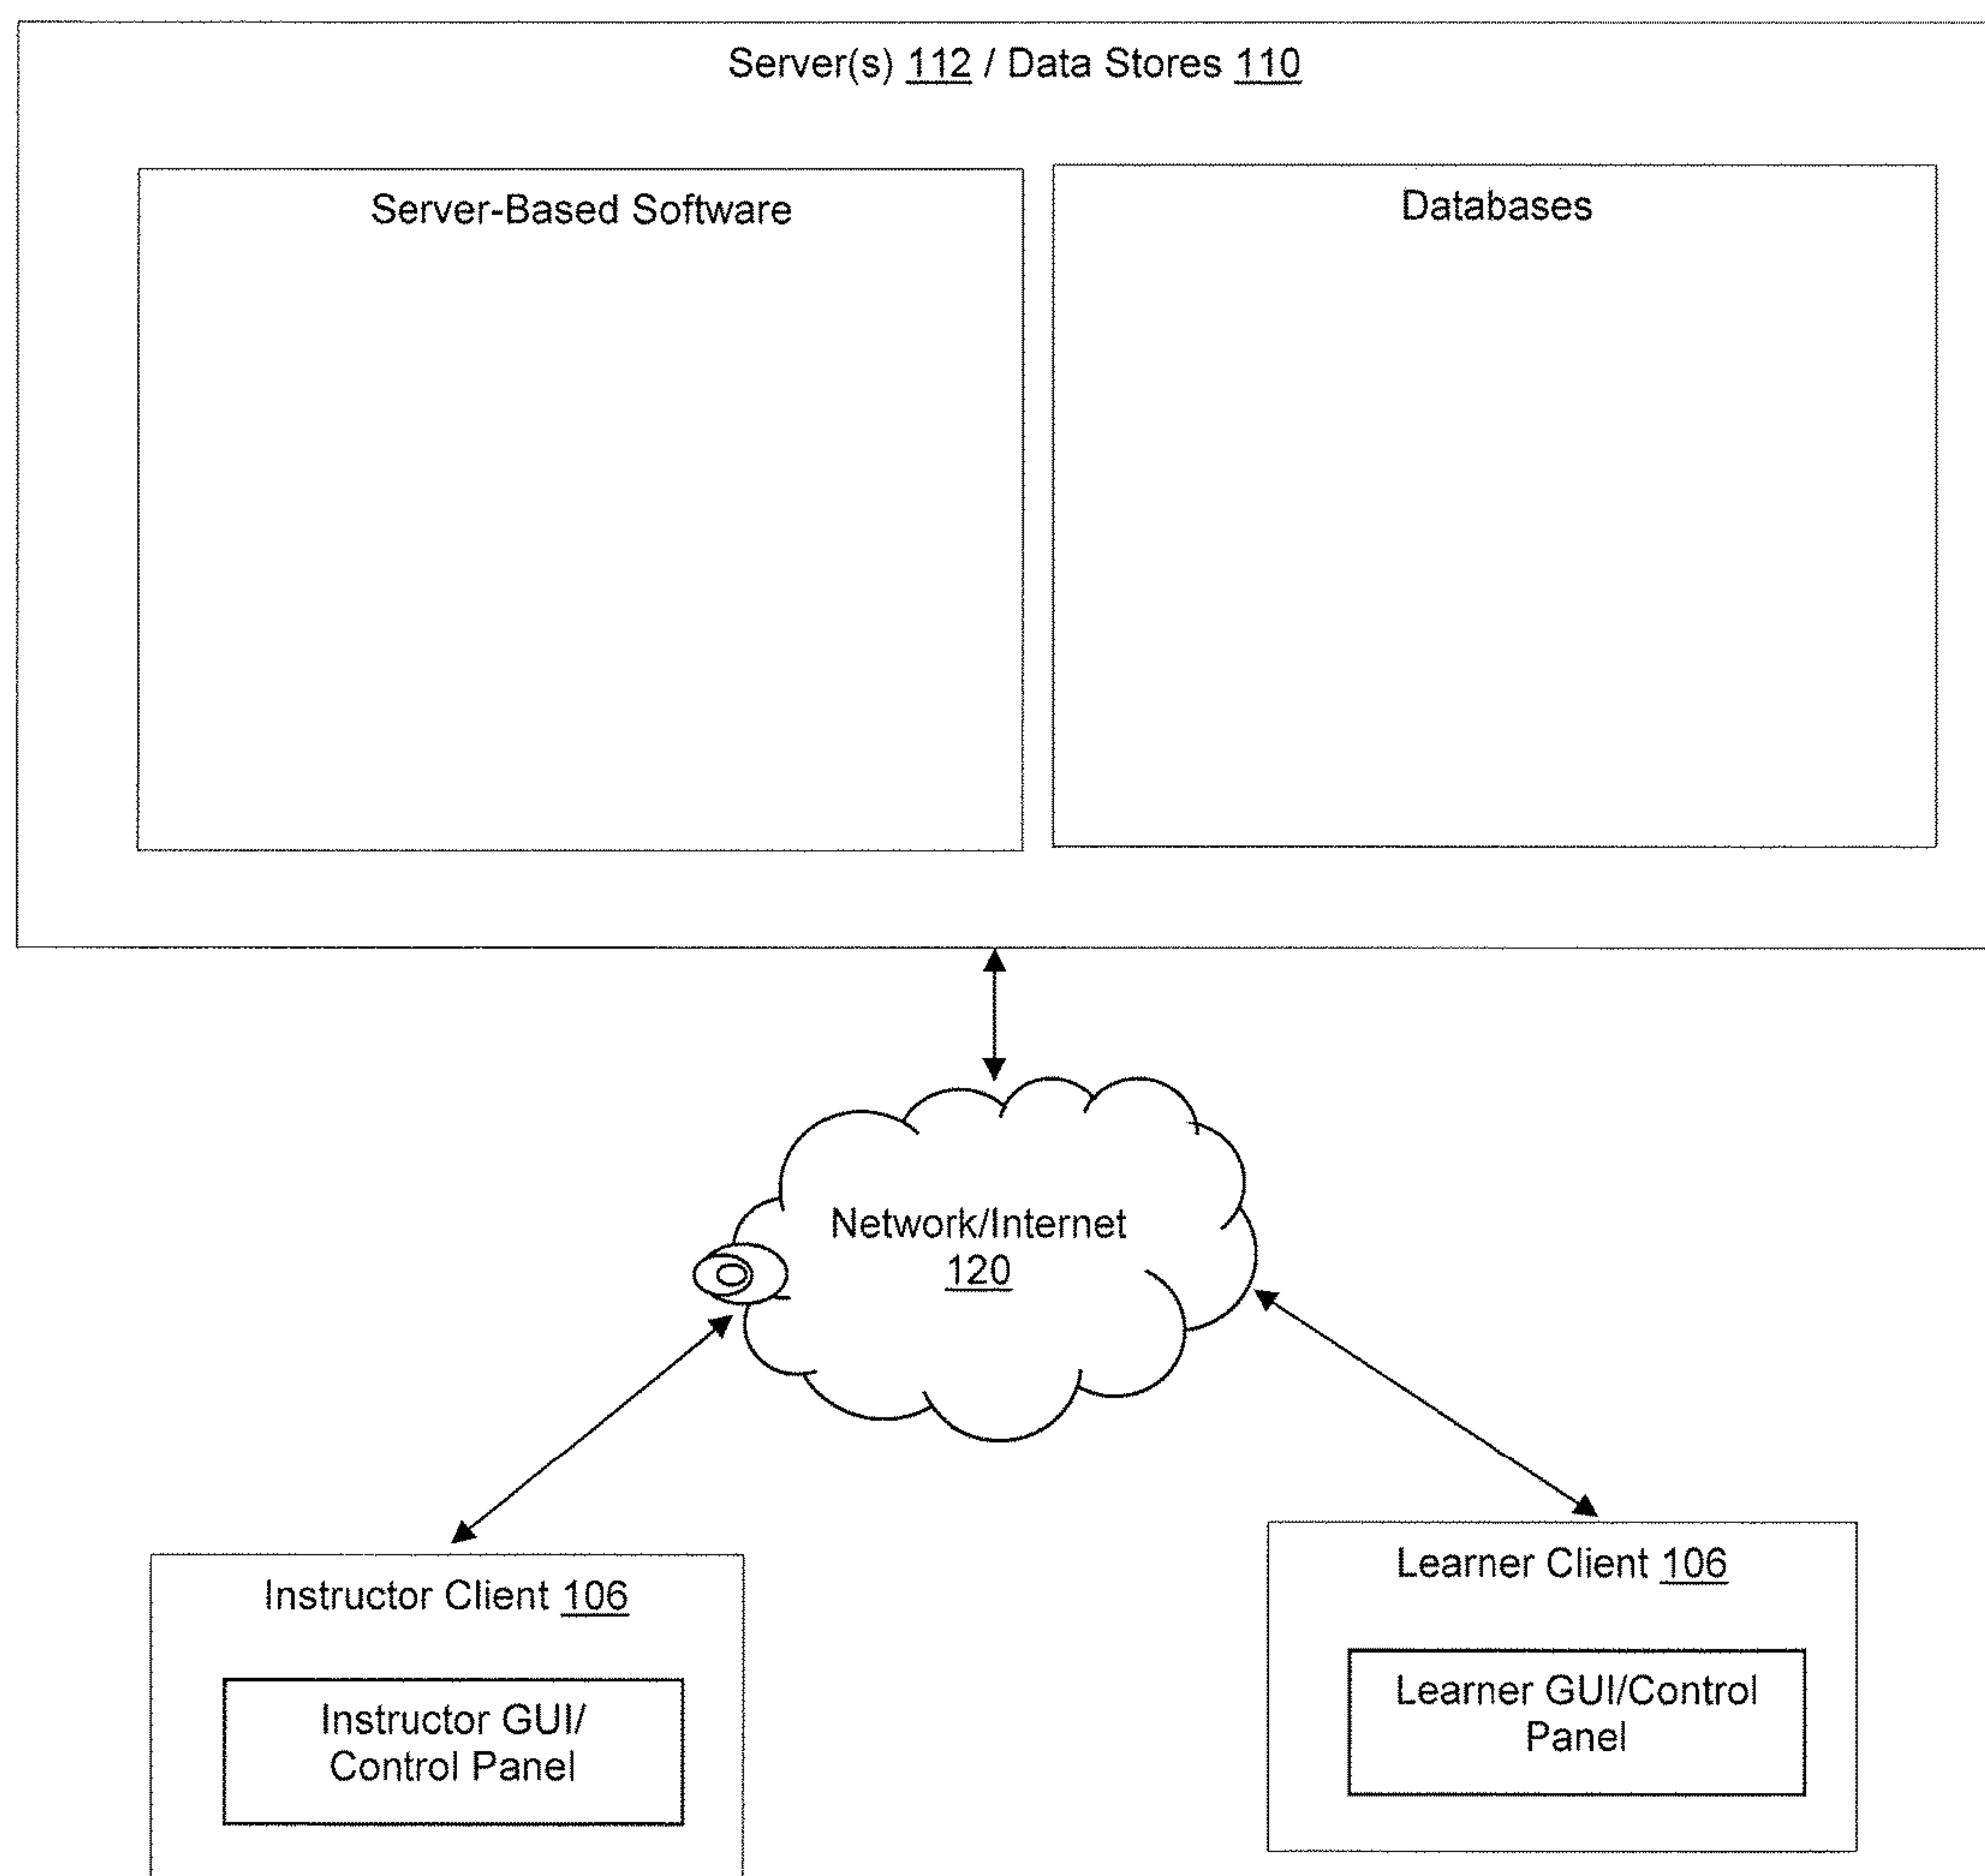 Server(s) 112 / Data Stores 110
Server-Based Software
Databases
Network/Internet
120
Instructor Client 106
Instructor GUI/
Control Panel
Learner Client 106
Learner GUI/Control
Panel